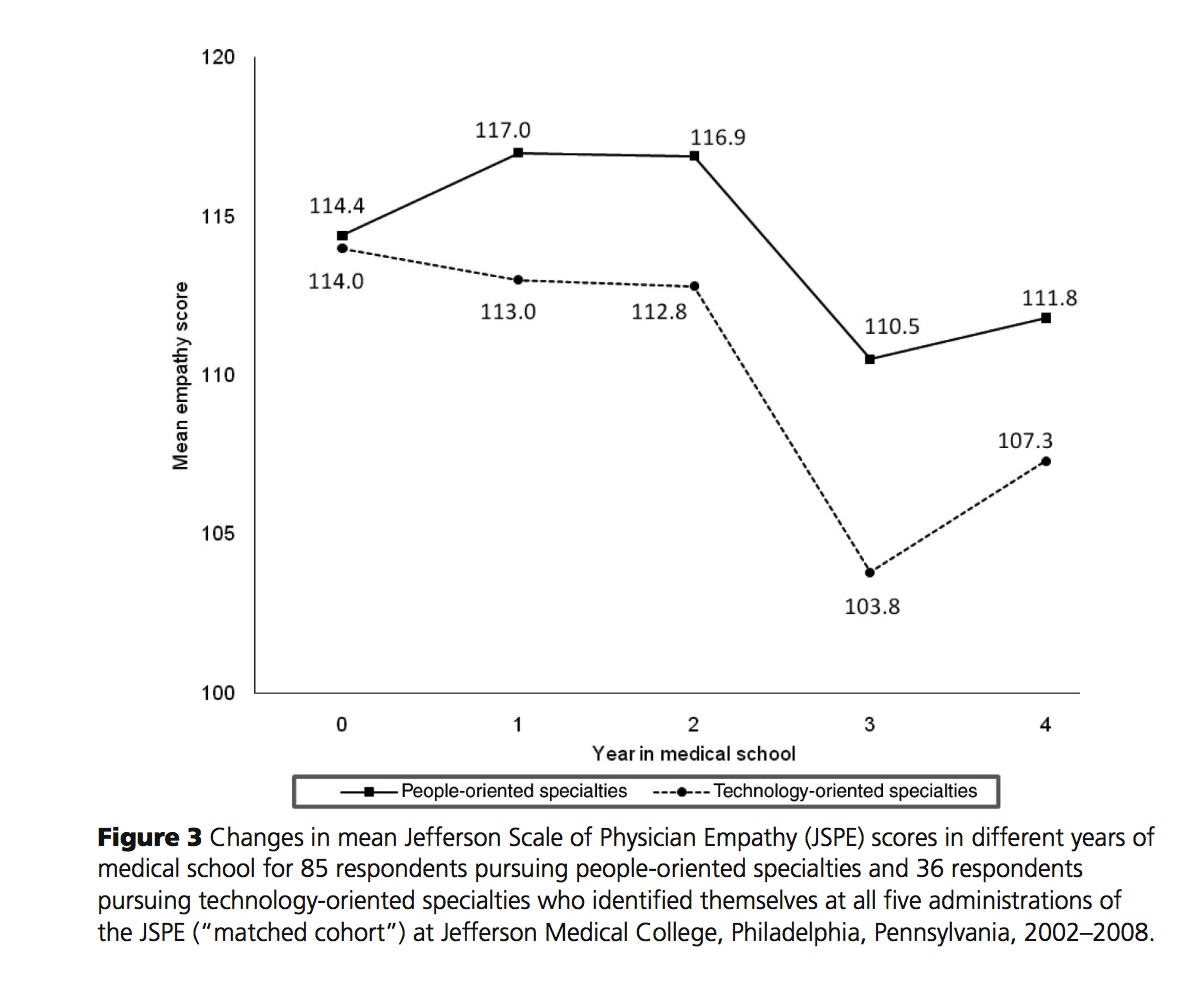 120
117.0
116.9
114.4
115
114.0
113.0
112.8
111.8
110.5
110
107.3
105
103.8
100
Mean empathy score
0 1 2 3 4
Year in medical school
People-oriented specialties Technology-oriented specialties
Figure 3 Changes in mean Jefferson Scale of Physician Empathy (JSPE) scores in different years of
medical school for 85 respondents pursuing people-oriented specialties and 36 respondents
pursuing technology-oriented specialties who identified themselves at all five administrations of
the JSPE (“matched cohort”) at Jefferson Medical College, Philadelphia, Pennsylvania, 2002–2008.